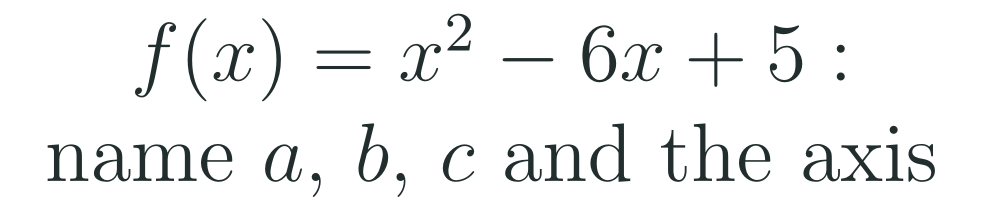 f(x) = x² − 6x + 5 :
name a, b, c and the axis